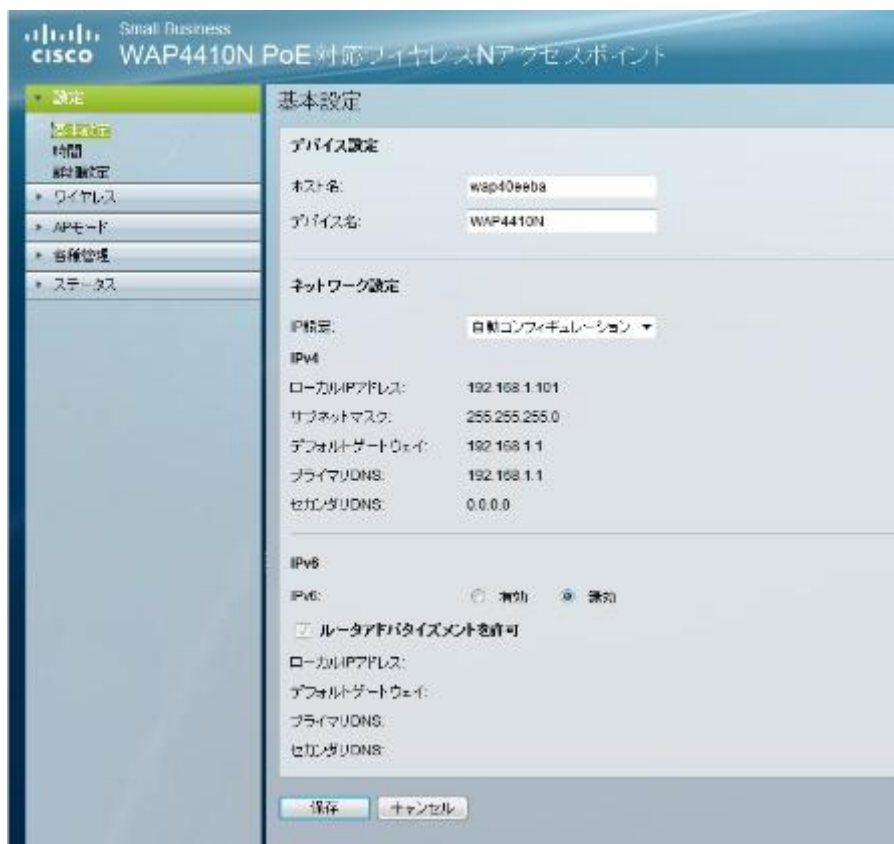 Small Business
CISCO WAP4410N PoE対応ワイヤレスNアクセスポイント
設定
基本設定
時間
詳細設定
ワイヤレス
APモード
各種管理
ステータス
基本設定
デバイス設定
ホスト名: wap40eeba
デバイス名: WAP4410N
ネットワーク設定
IP設定: 自動コンフィギュレーション
IPv4
ローカルIPアドレス: 192.168.1.101
サブネットマスク: 255.255.255.0
デフォルトゲートウェイ: 192.168.1.1
プライマリDNS: 192.168.1.1
セカンダリDNS: 0.0.0.0
IPv6
IPv6: 有効 無効
ルータアドバタイズメントを許可
ローカルIPアドレス:
デフォルトゲートウェイ:
プライマリDNS:
セカンダリDNS:
保存 キャンセル